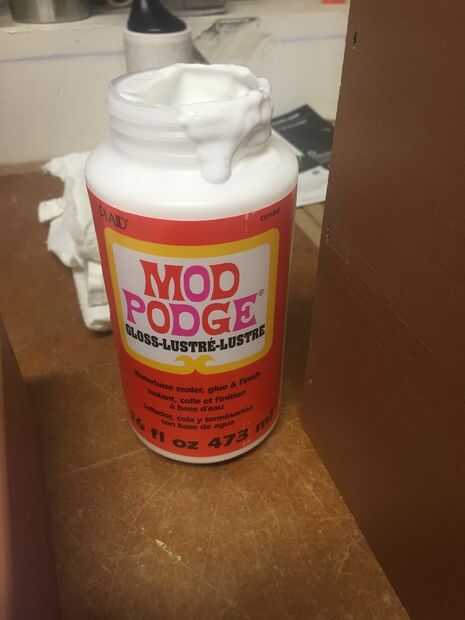 PLAID®
MOD
PODGE®
GLOSS-LUSTRÉ-LUSTRE
Waterbase sealer, glue & finish
Isolant, colle et finition
à base d'eau
Sellador, cola y terminación
con base de agua
16 fl oz 473 ml